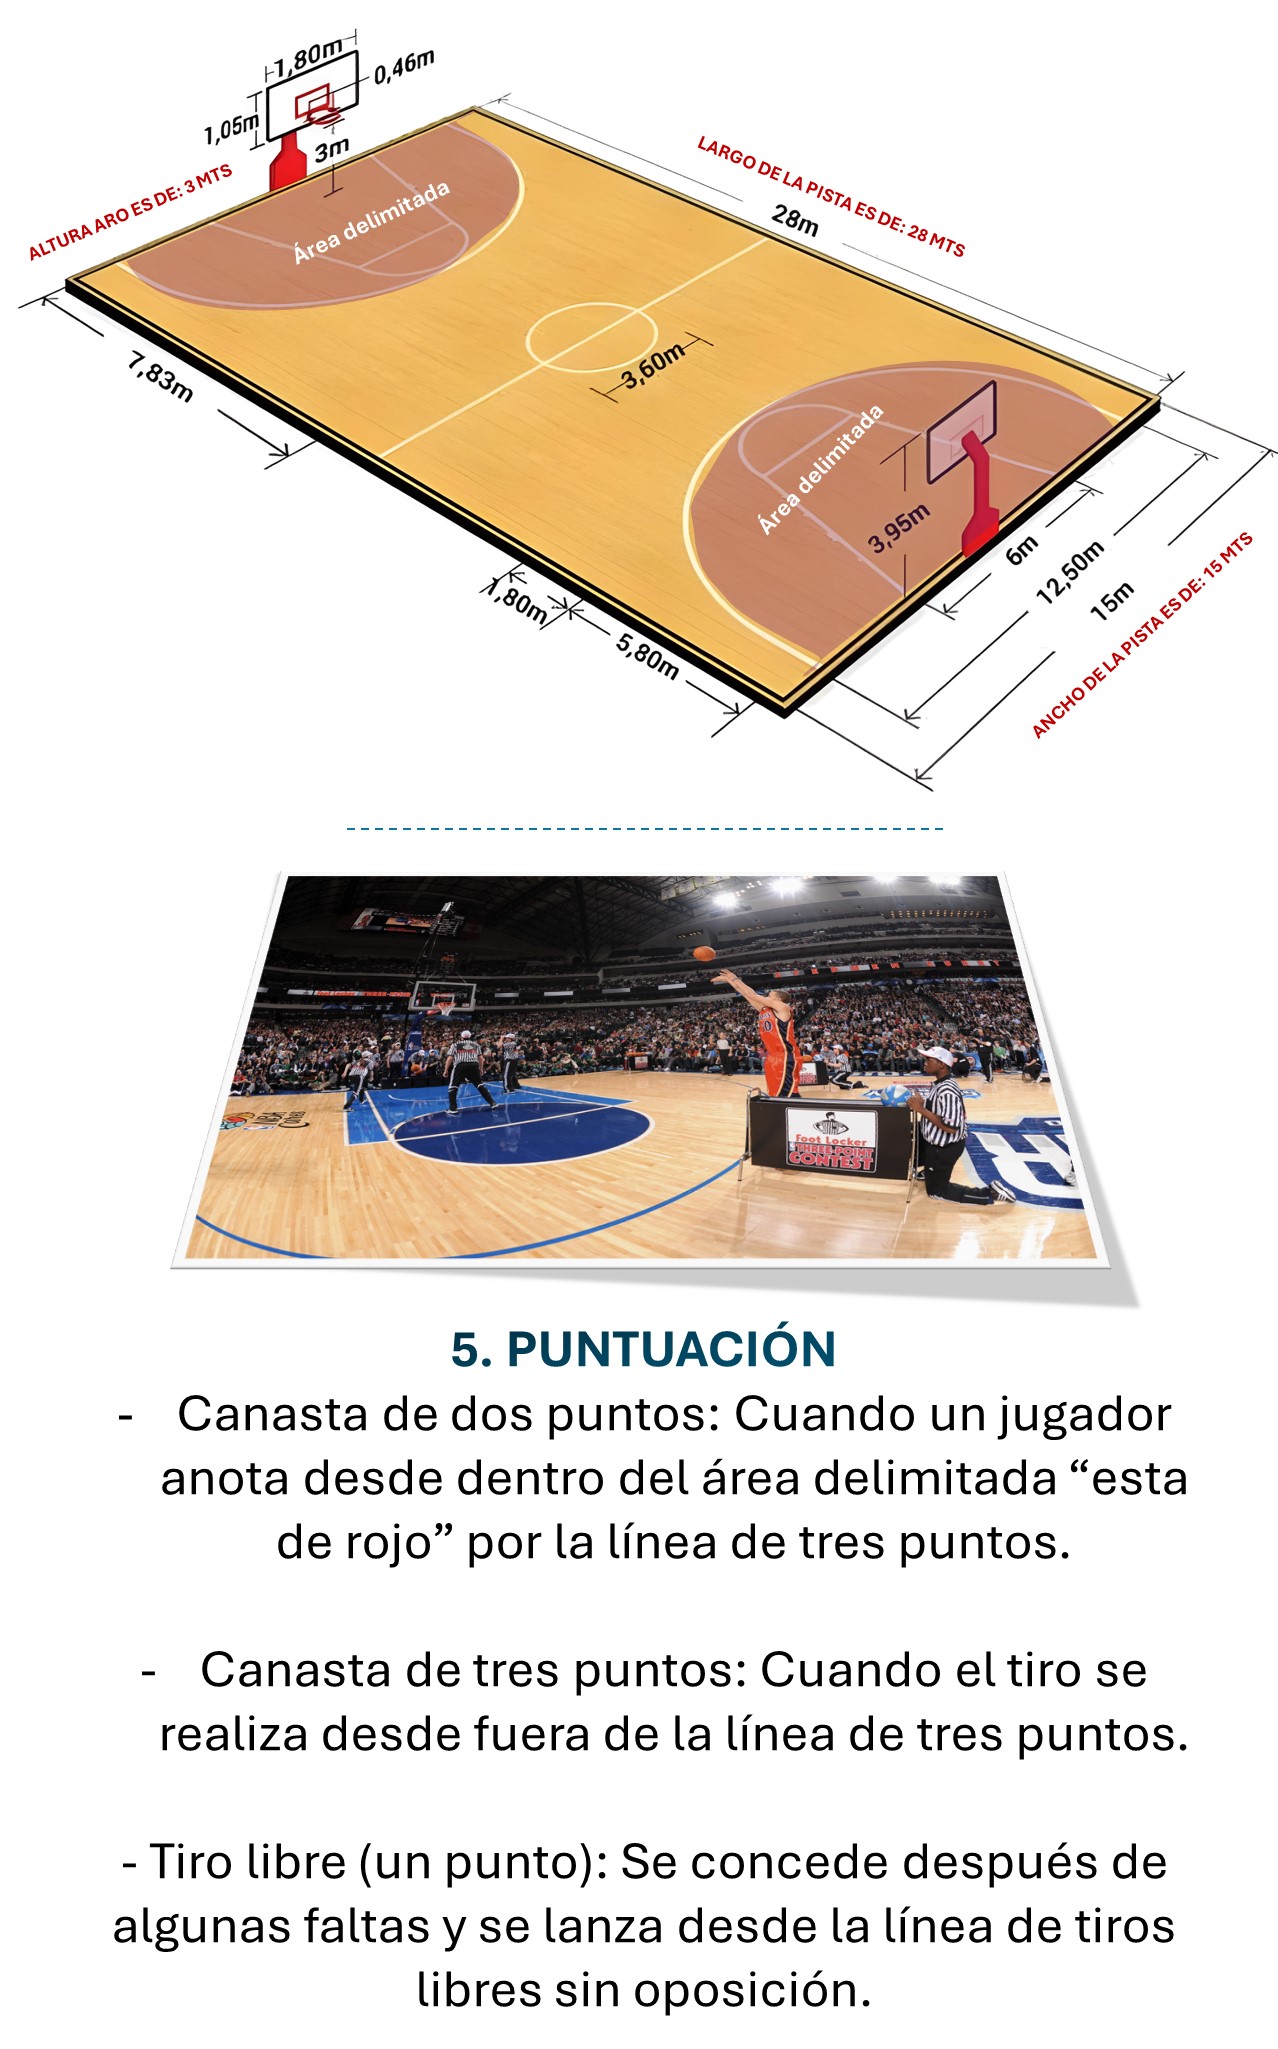 1,80m
0,46m
1,05m
3m
ALTURA ARO ES DE: 3 MTS
Área delimitada
LARGO DE LA PISTA ES DE: 28 MTS
28m
7,83m
3,60m
Área delimitada
3,95m
6m
12,50m
15m
ANCHO DE LA PISTA ES DE: 15 MTS
1,80m
5,80m
Foot Locker
THREE-POINT
CONTEST
5. PUNTUACIÓN
- Canasta de dos puntos: Cuando un jugador
anota desde dentro del área delimitada “esta
de rojo” por la línea de tres puntos.
- Canasta de tres puntos: Cuando el tiro se
realiza desde fuera de la línea de tres puntos.
- Tiro libre (un punto): Se concede después de
algunas faltas y se lanza desde la línea de tiros
libres sin oposición.